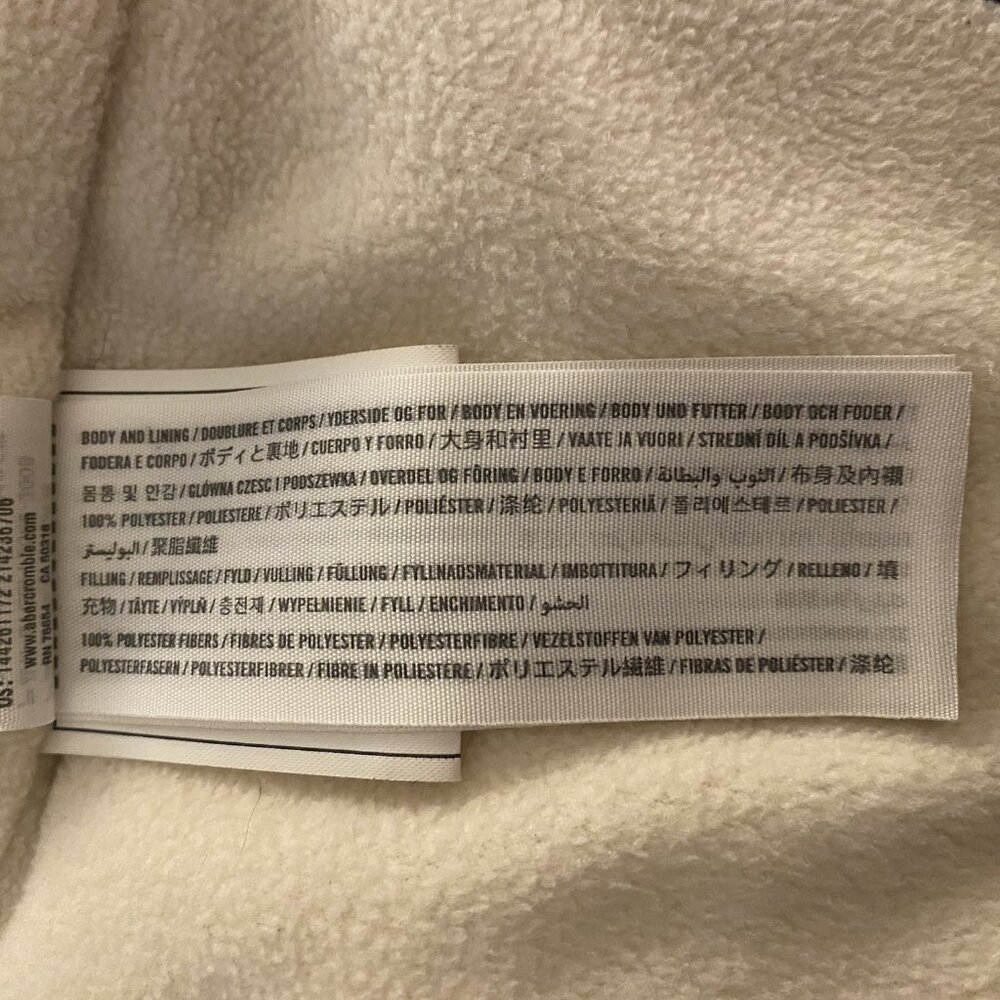 BODY AND LINING / DOUBLURE ET CORPS / YDERSIDE OG FOR / BODY EN VOERING / BODY UND FUTTER / BODY OCH FODER /
FODERA E CORPO / ボディと裏地 / CUERPO Y FORRO / 大身和衬里 / VAATE JA VUORI / STREDNÍ DÍL A PODŠÍVKA /
몸통 및 안감 / GLÓWNA CZESC I PODSZEWKA / OVERDEL OG FÔRING / BODY E FORRO / الثوب والبطانة / 布身及內襯
100% POLYESTER / POLIESTERE / ポリエステル / POLIÉSTER / 涤纶 / POLYESTERIÄ / 폴리에스테르 / POLIESTER /
البوليستر / 聚脂纖維
FILLING / REMPLISSAGE / FYLD / VULLING / FÜLLUNG / FYLLNADSMATERIAL / IMBOTTITURA / フィリング / RELLENO / 填
充物 / TÄYTE / VÝPLŇ / 충전재 / WYPEŁNIENIE / FYLL / ENCHIMENTO / الحشو
100% POLYESTER FIBERS / FIBRES DE POLYESTER / POLYESTERFIBRE / VEZELSTOFFEN VAN POLYESTER /
POLYESTERFASERN / POLYESTERFIBRER / FIBRE IN POLIESTERE / ポリエステル繊維 / FIBRAS DE POLIÉSTER / 涤纶
www.abercrombie.com
RN 75654 CA 50318